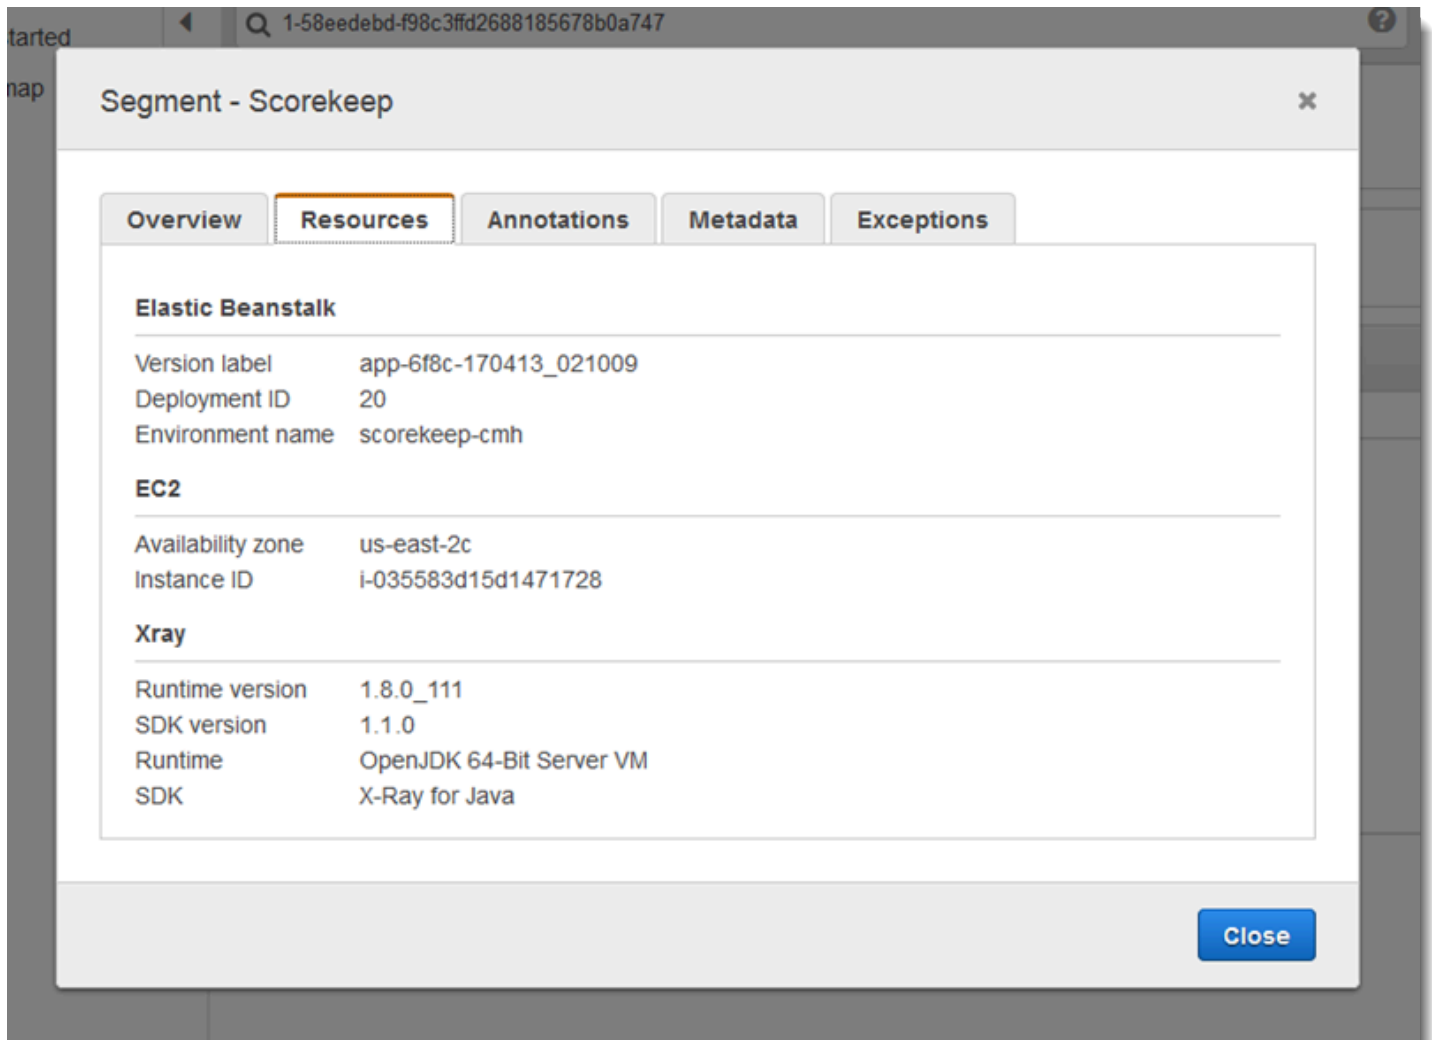 tarted
1-58eedebd-f98c3ffd2688185678b0a747
?
map
Segment - Scorekeep
Overview Resources Annotations Metadata Exceptions
Elastic Beanstalk
Version label app-6f8c-170413_021009
Deployment ID 20
Environment name scorekeep-cmh
EC2
Availability zone us-east-2c
Instance ID i-035583d15d1471728
Xray
Runtime version 1.8.0_111
SDK version 1.1.0
Runtime OpenJDK 64-Bit Server VM
SDK X-Ray for Java
Close